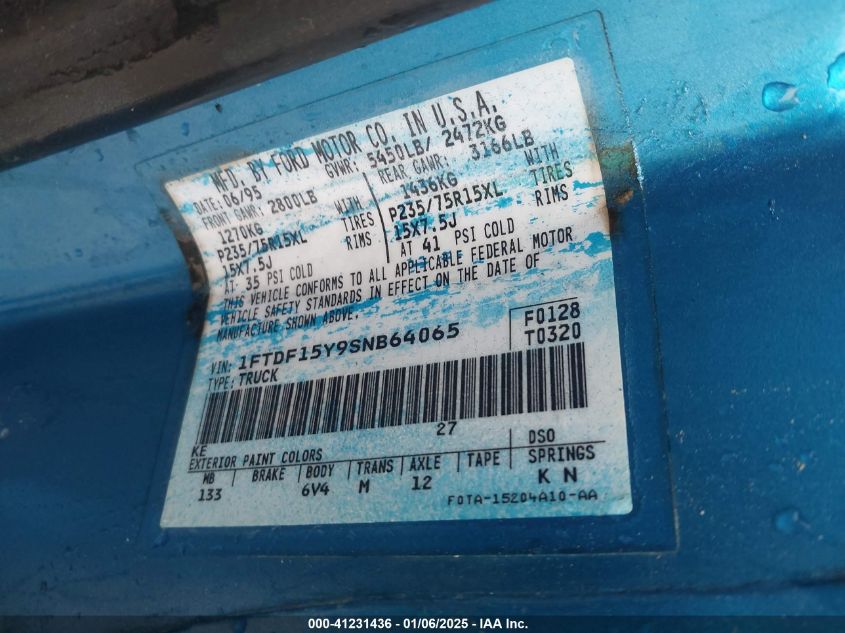 MFD. BY FORD MOTOR CO. IN U.S.A.
DATE: 06/95 GVWR: 5450LB/ 2472KG
FRONT GAWR: 2800LB REAR GAWR: 3166LB
1270KG WITH 1436KG WITH
P235/75R15XL TIRES P235/75R15XL TIRES
15X7.5J RIMS 15X7.5J RIMS
AT 35 PSI COLD AT 41 PSI COLD
THIS VEHICLE CONFORMS TO ALL APPLICABLE FEDERAL MOTOR
VEHICLE SAFETY STANDARDS IN EFFECT ON THE DATE OF
MANUFACTURE SHOWN ABOVE.
VIN: 1FTDF15Y9SNB64065 F0128
TYPE: TRUCK T0320
27
KE
EXTERIOR PAINT COLORS DSO
WB BRAKE BODY TRANS AXLE TAPE SPRINGS
133 6V4 M 12 K N
F0TA-15204A10-AA
000-41231436 - 01/06/2025 - IAA Inc.